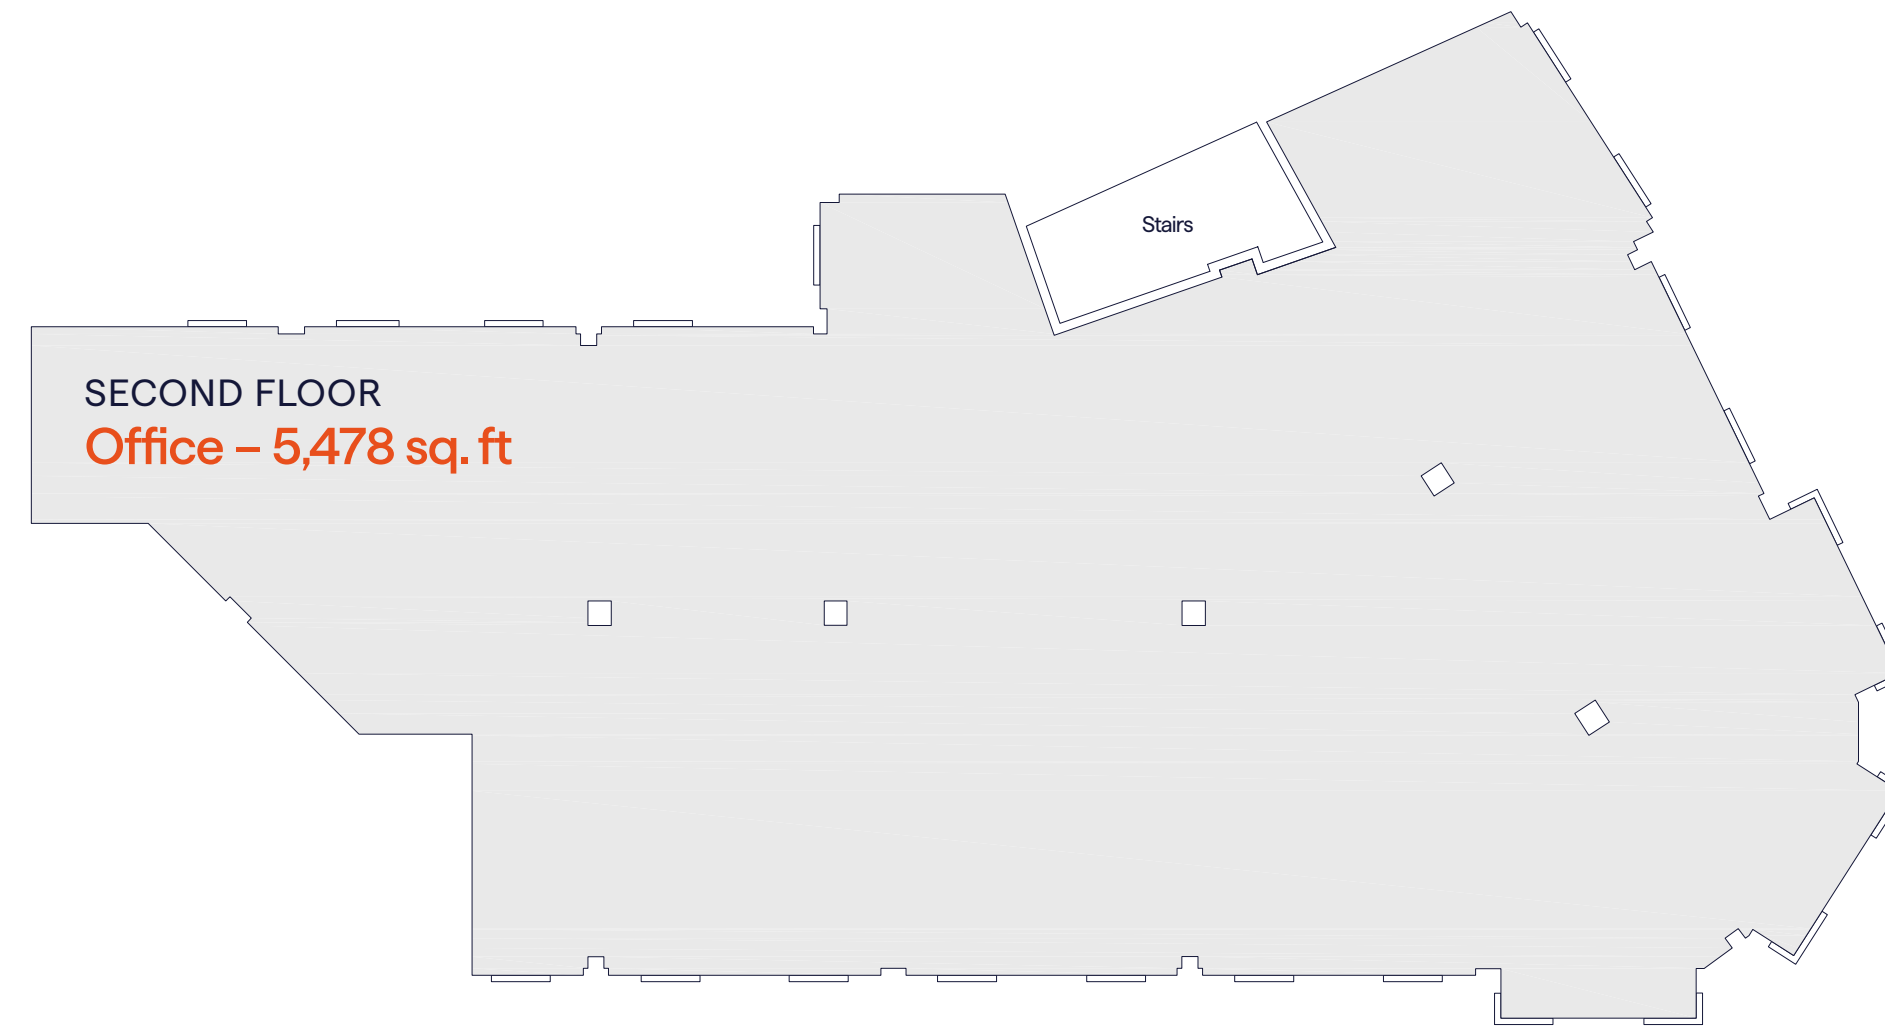 Stairs
SECOND FLOOR
Office – 5,478 sq. ft